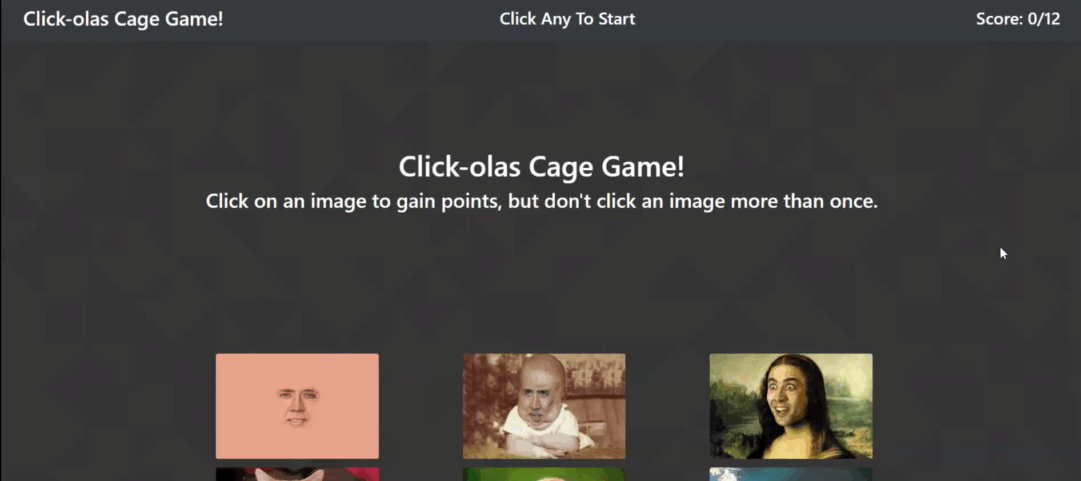 Click-olas Cage Game!
Click Any To Start
Score: 0/12
Click-olas Cage Game!
Click on an image to gain points, but don't click an image more than once.